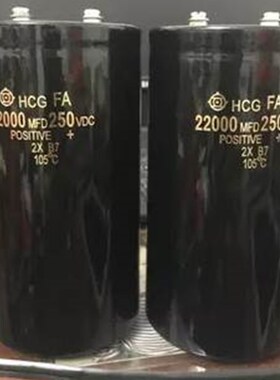 HCG FA
2000 MFD 250 VDC
POSITIVE +
2X B7
105°C
HCG FA
22000 MFD 250
POSITIVE +
2X B7
105°C